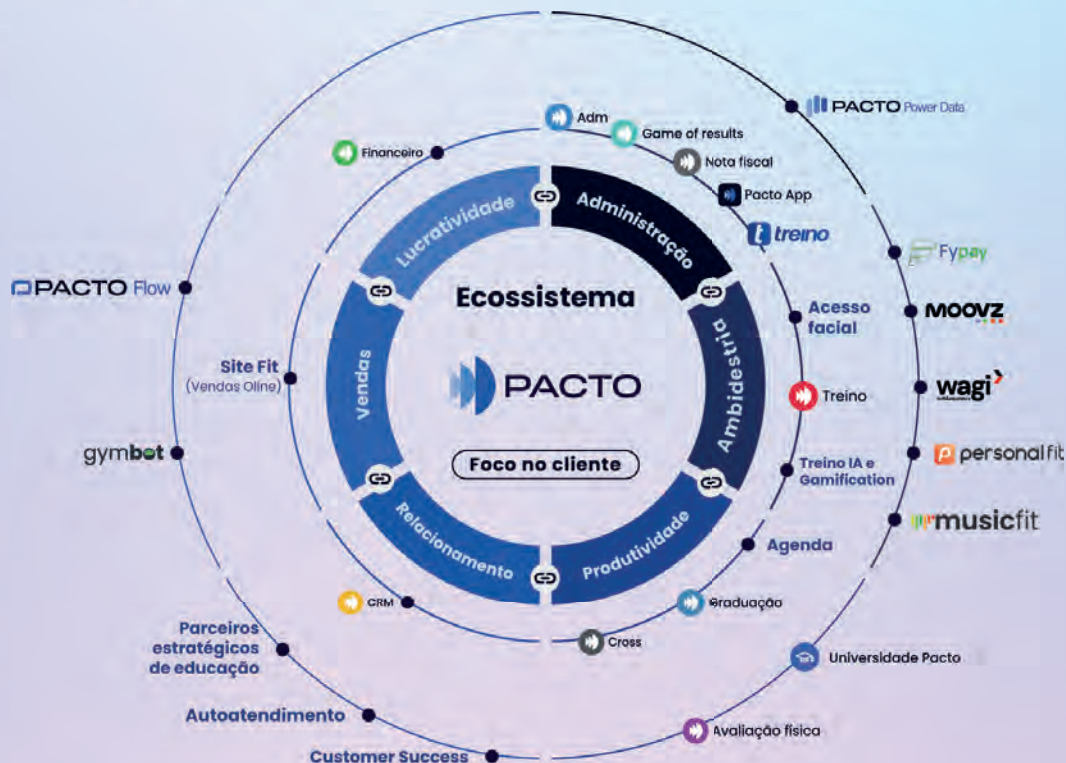 PACTO Power Data
Adm
Game of results
Financeiro
Nota fiscal
Pacto App
treino
Lucratividade
Administração
Fypay
PACTO Flow
Ecossistema
PACTO
Foco no cliente
Acesso
facial
MOOVZ
Vendas
Ambidestria
Site Fit
(Vendas Oline)
Treino
wagi
gymbot
Treino IA e
Gamification
personalfit
musicfit
Relacionamento
Produtividade
Agenda
CRM
Graduação
Cross
Parceiros
estratégicos
de educação
Universidade Pacto
Autoatendimento
Avaliação física
Customer Success